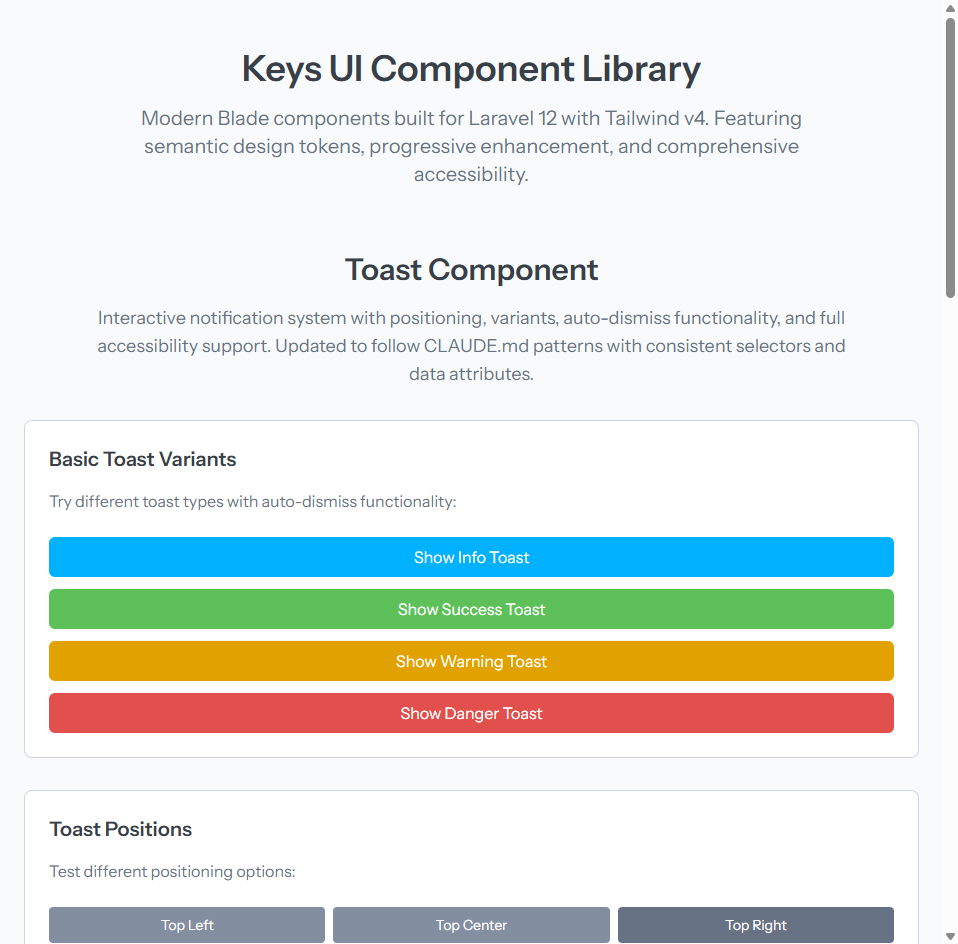 Keys UI Component Library
Modern Blade components built for Laravel 12 with Tailwind v4. Featuring
semantic design tokens, progressive enhancement, and comprehensive
accessibility.
Toast Component
Interactive notification system with positioning, variants, auto-dismiss functionality, and full
accessibility support. Updated to follow CLAUDE.md patterns with consistent selectors and
data attributes.
Basic Toast Variants
Try different toast types with auto-dismiss functionality:
Show Info Toast
Show Success Toast
Show Warning Toast
Show Danger Toast
Toast Positions
Test different positioning options:
Top Left
Top Center
Top Right